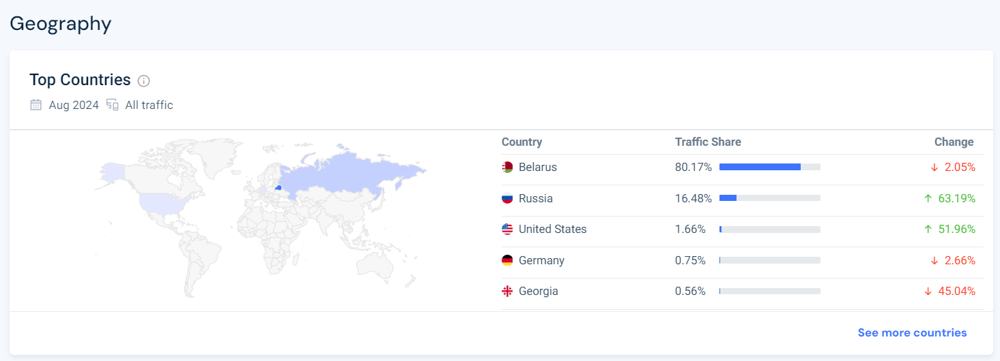 Geography
Top Countries
Aug 2024 All traffic
Country Traffic Share Change
Belarus 80.17% ↓ 2.05%
Russia 16.48% ↑ 63.19%
United States 1.66% ↑ 51.96%
Germany 0.75% ↓ 2.66%
Georgia 0.56% ↓ 45.04%
See more countries